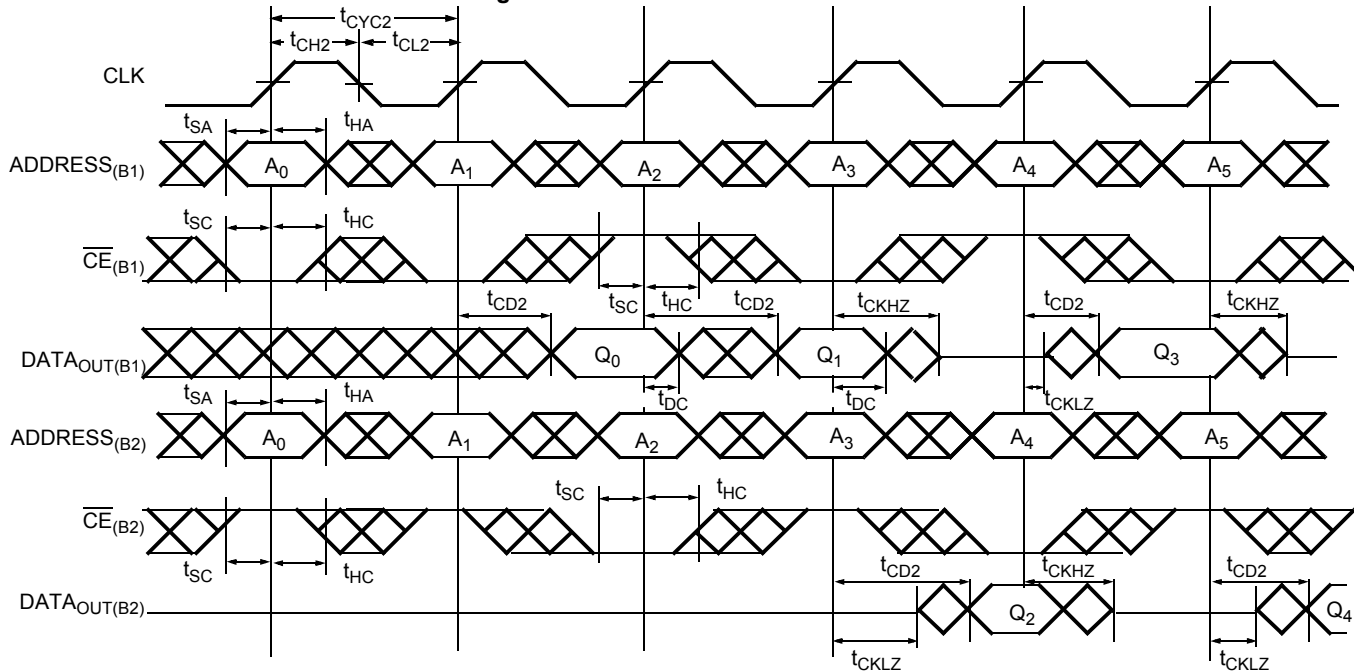 g
tCYC2
tCH2 tCL2
CLK
tSA tHA
ADDRESS(B1) A0 A1 A2 A3 A4 A5
tSC tHC
CE(B1)
tCD2 tSC tHC tCD2 tCKHZ tCD2 tCKHZ
DATAOUT(B1) Q0 Q1 Q3
tSA tHA tDC tDC tCKLZ
ADDRESS(B2) A0 A1 A2 A3 A4 A5
tSC tHC
CE(B2)
tSC tHC tCD2 tCKHZ tCD2
DATAOUT(B2) Q2 Q4
tCKLZ tCKLZ